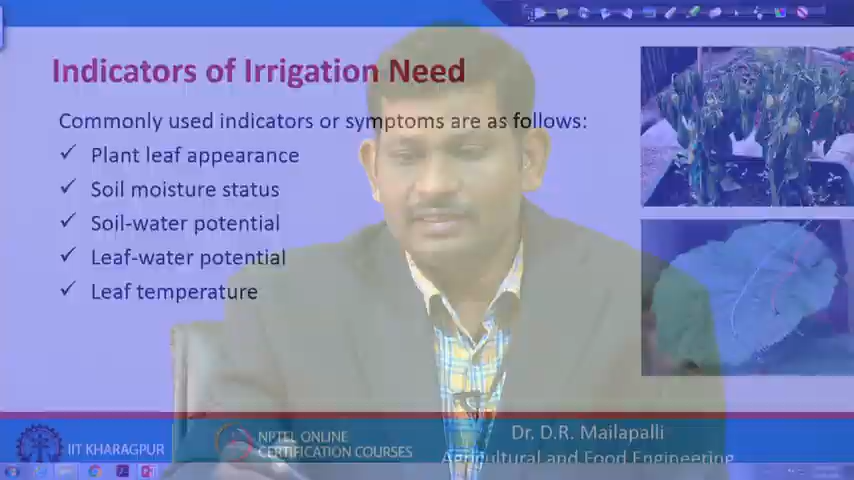 Indicators of Irrigation Need
Commonly used indicators or symptoms are as follows:
✓ Plant leaf appearance
✓ Soil moisture status
✓ Soil-water potential
✓ Leaf-water potential
✓ Leaf temperature
IIT KHARAGPUR
NPTEL ONLINE
CERTIFICATION COURSES
Dr. D.R. Mailapalli
Agricultural and Food Engineering